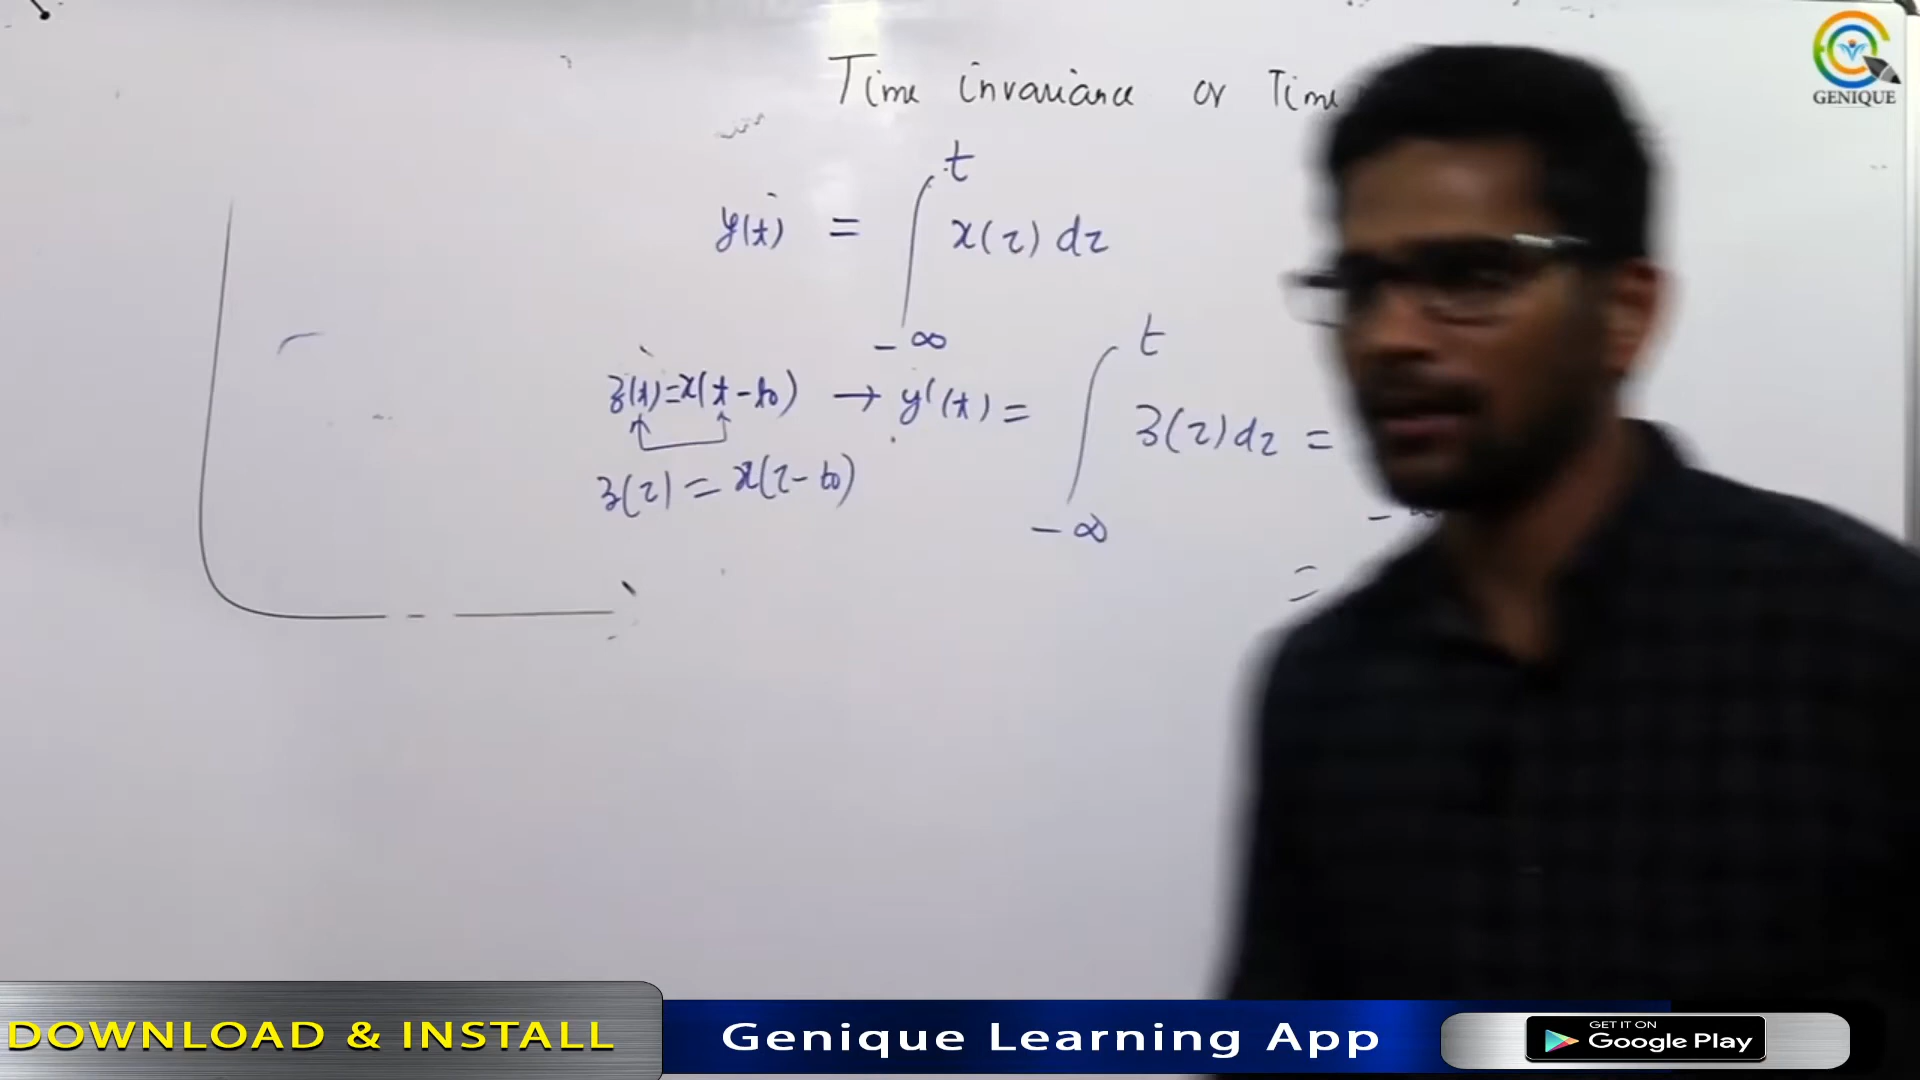 GENIQUE
Time invariance or Time
y(t) = ∫_{-∞}^{t} x(τ) dτ
z(t)=x(t-t₀) → y'(t) = ∫_{-∞}^{t} z(τ) dτ =
z(τ) = x(τ-t₀)
=
DOWNLOAD & INSTALL
Genique Learning App
GET IT ON
Google Play